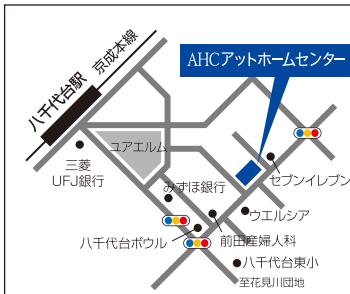 京成本線
八千代台駅
AHCアットホームセンター
ユアエルム
三菱
UFJ銀行
みずほ銀行
セブンイレブン
ウエルシア
前田産婦人科
八千代台ボウル
八千代台東小
至花見川団地